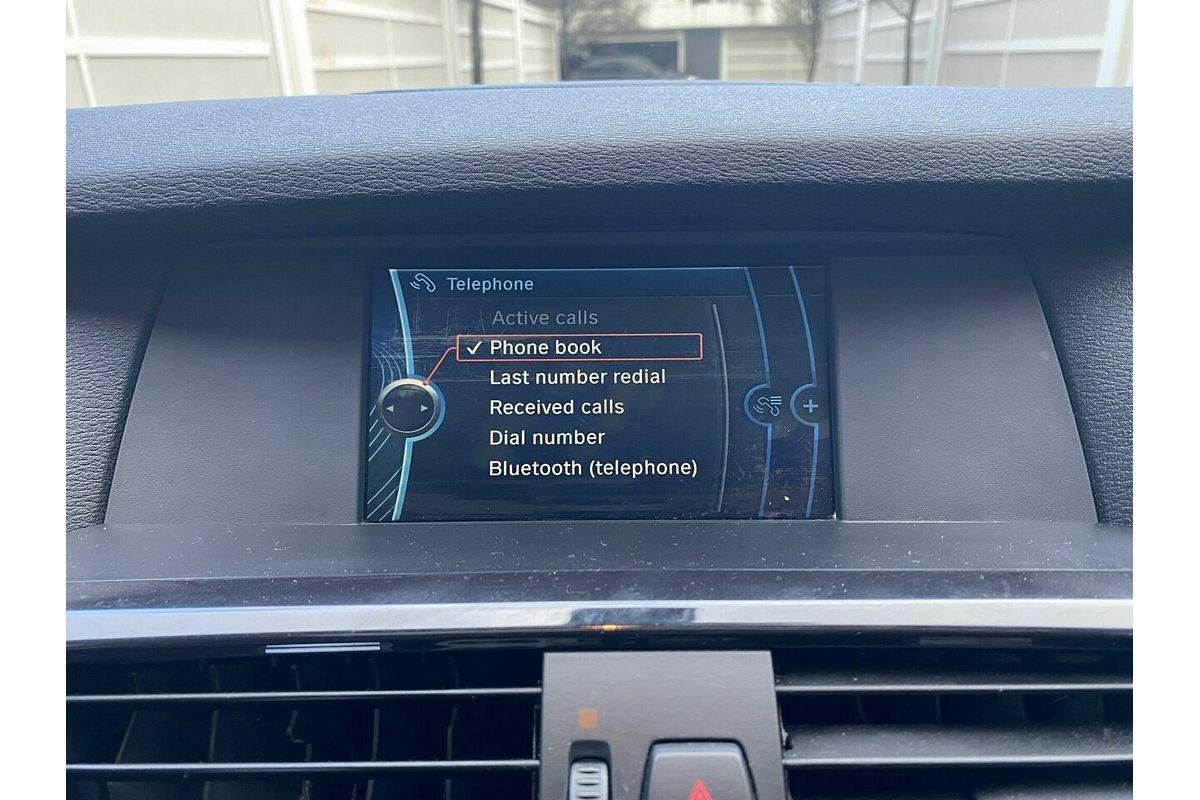 Telephone
Active calls
✓ Phone book
Last number redial
Received calls
Dial number
Bluetooth (telephone)